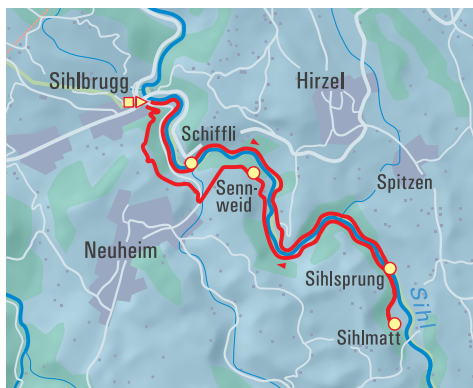 Sihlbrugg
Hirzel
Schiffli
Spitzen
Senn-
weid
Neuheim
Sihlsprung
Sihl
Sihlmatt